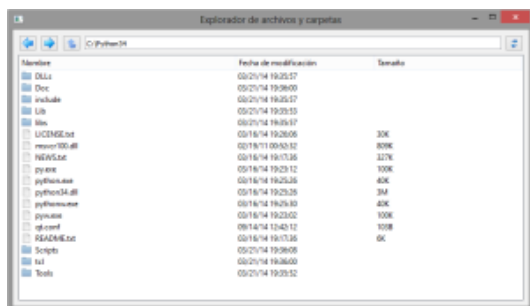 Explorador de archivos y carpetas
C:\Python34
Nombre Fecha de modificación Tamaño
DLLs 03/21/14 19:35:57
Doc 03/21/14 19:36:00
include 03/21/14 19:35:57
Lib 03/21/14 19:35:53
libs 03/21/14 19:35:57
LICENSE.txt 03/16/14 19:26:06 30K
msvcr100.dll 02/19/11 00:52:32 809K
NEWS.txt 03/16/14 19:17:36 327K
py.exe 03/16/14 19:23:12 100K
python.exe 03/16/14 19:25:26 40K
python34.dll 03/16/14 19:25:26 3M
pythonw.exe 03/16/14 19:25:30 40K
pyw.exe 03/16/14 19:23:02 100K
qt.conf 09/14/14 12:42:12 103B
README.txt 03/16/14 19:17:36 6K
Scripts 03/21/14 19:36:08
tcl 03/21/14 19:36:00
Tools 03/21/14 19:35:52